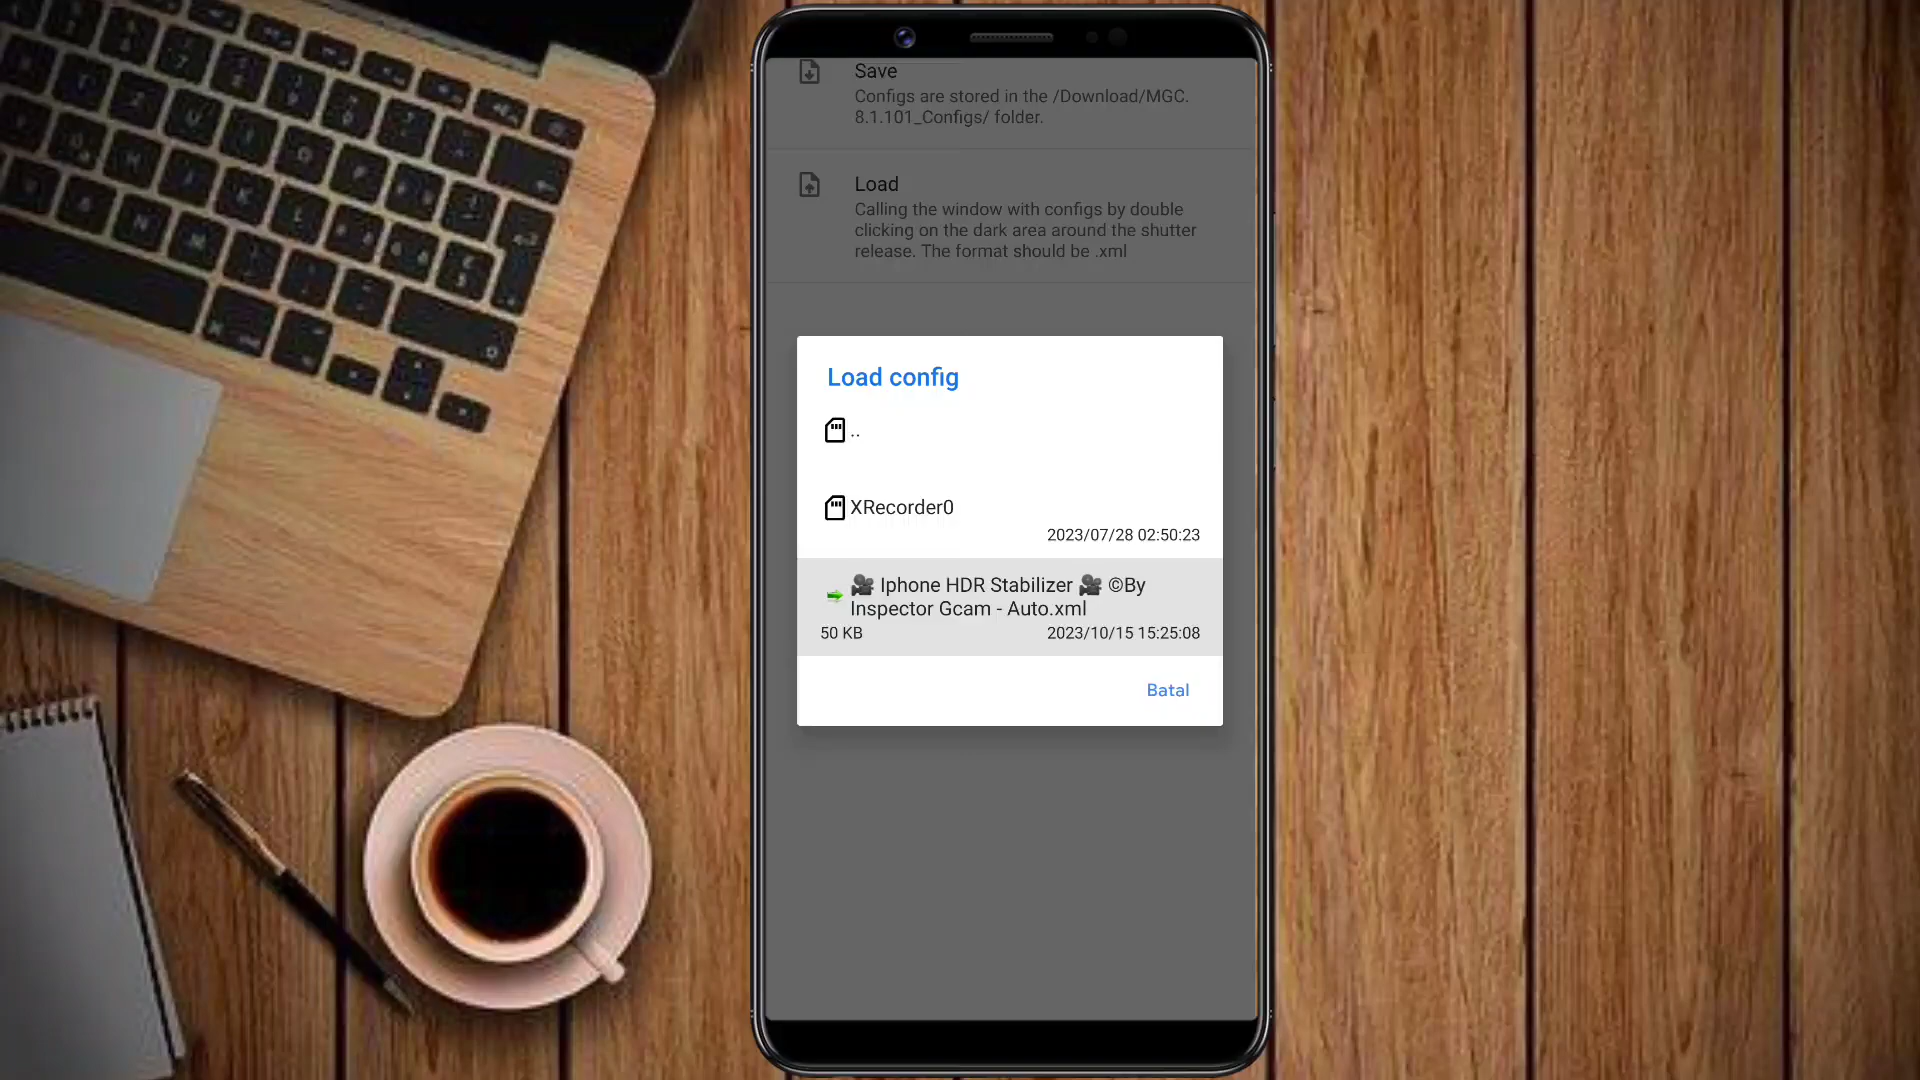 Save
Configs are stored in the /Download/MGC.
8.1.101_Configs/ folder.
Load
Calling the window with configs by double
clicking on the dark area around the shutter
release. The format should be .xml
Load config
..
XRecorder0
2023/07/28 02:50:23
🎥 Iphone HDR Stabilizer 🎥 ©By
Inspector Gcam - Auto.xml
50 KB 2023/10/15 15:25:08
Batal